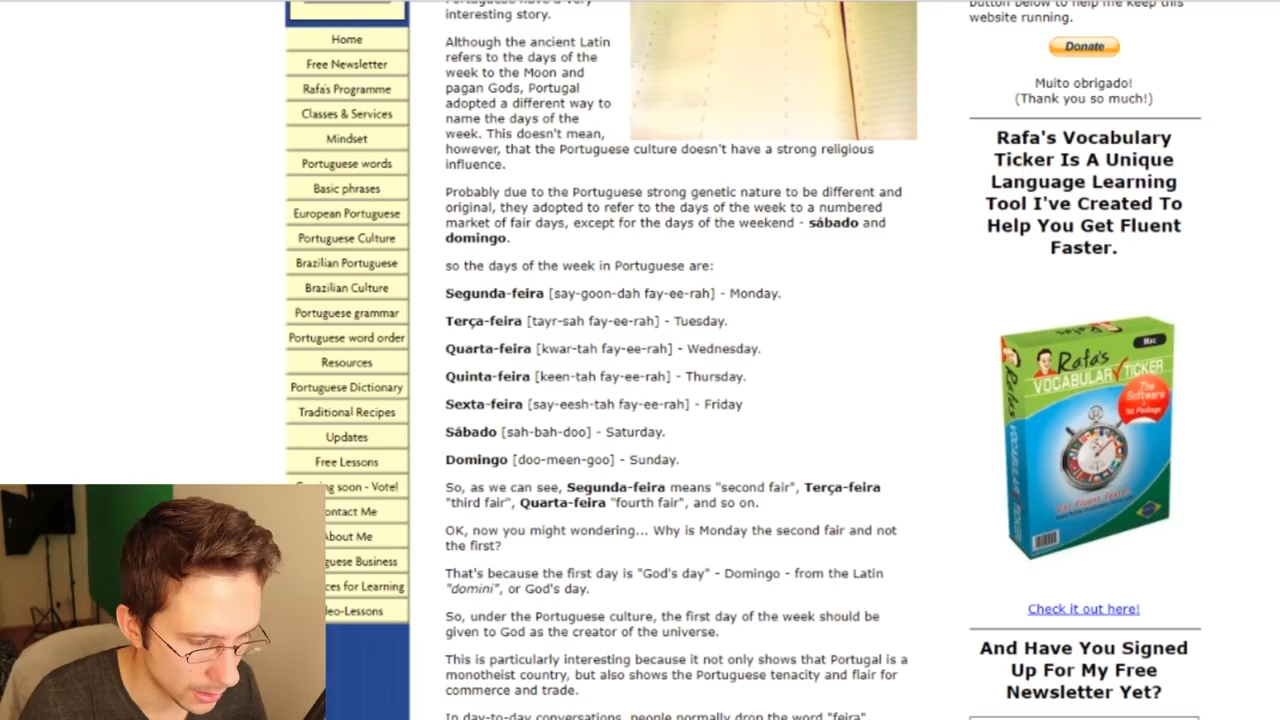 Portuguese have a very
interesting story.
Although the ancient Latin
refers to the days of the
week to the Moon and
pagan Gods, Portugal
adopted a different way to
name the days of the
week. This doesn't mean,
however, that the Portuguese culture doesn't have a strong religious
influence.
Probably due to the Portuguese strong genetic nature to be different and
original, they adopted to refer to the days of the week to a numbered
market of fair days, except for the days of the weekend - sábado and
domingo.
so the days of the week in Portuguese are:
Segunda-feira [say-goon-dah fay-ee-rah] - Monday.
Terça-feira [tayr-sah fay-ee-rah] - Tuesday.
Quarta-feira [kwar-tah fay-ee-rah] - Wednesday.
Quinta-feira [keen-tah fay-ee-rah] - Thursday.
Sexta-feira [say-eesh-tah fay-ee-rah] - Friday
Sábado [sah-bah-doo] - Saturday.
Domingo [doo-meen-goo] - Sunday.
So, as we can see, Segunda-feira means "second fair", Terça-feira
"third fair", Quarta-feira "fourth fair", and so on.
OK, now you might wondering... Why is Monday the second fair and not
the first?
That's because the first day is "God's day" - Domingo - from the Latin
"domini", or God's day.
So, under the Portuguese culture, the first day of the week should be
given to God as the creator of the universe.
This is particularly interesting because it not only shows that Portugal is a
monotheist country, but also shows the Portuguese tenacity and flair for
commerce and trade.
In day-to-day conversations, people normally drop the word "feira".
Home
Free Newsletter
Rafa's Programme
Classes & Services
Mindset
Portuguese words
Basic phrases
European Portuguese
Portuguese Culture
Brazilian Portuguese
Brazilian Culture
Portuguese grammar
Portuguese word order
Resources
Portuguese Dictionary
Traditional Recipes
Updates
Free Lessons
ng soon - Vote!
ontact Me
About Me
guese Business
ces for Learning
eo-Lessons
button below to help me keep this
website running.
Donate
Muito obrigado!
(Thank you so much!)
Rafa's Vocabulary
Ticker Is A Unique
Language Learning
Tool I've Created To
Help You Get Fluent
Faster.
Mac
Rafa's
VOCABULARY TICKER
The
Software
Package
Rafa's
Get Fluent Faster
Check it out here!
And Have You Signed
Up For My Free
Newsletter Yet?